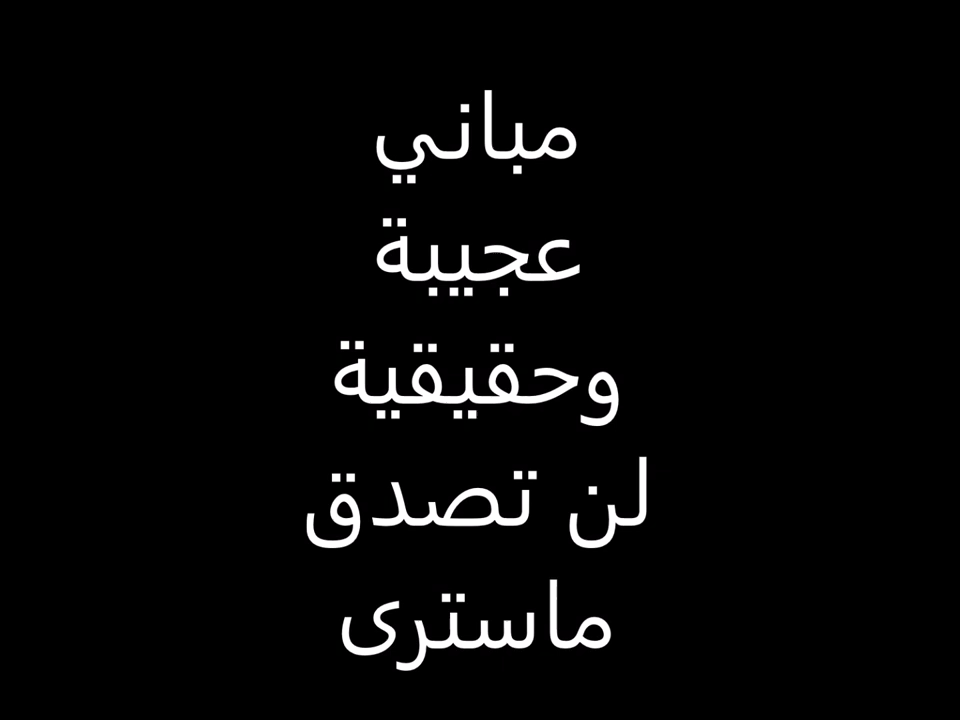 مباني
عجيبة
وحقيقية
لن تصدق
ماسترى